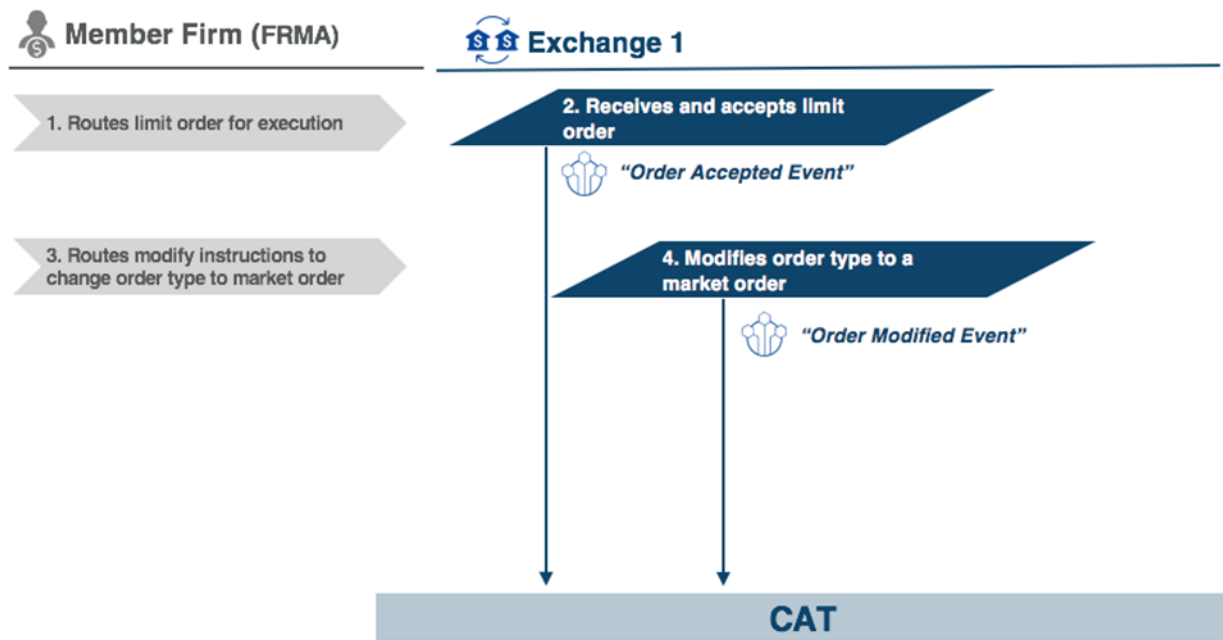 Member Firm (FRMA)
Exchange 1
1. Routes limit order for execution
2. Receives and accepts limit
order
“Order Accepted Event”
3. Routes modify instructions to
change order type to market order
4. Modifies order type to a
market order
“Order Modified Event”
CAT